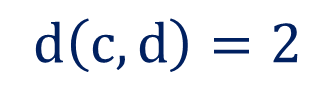 d(c, d) = 2